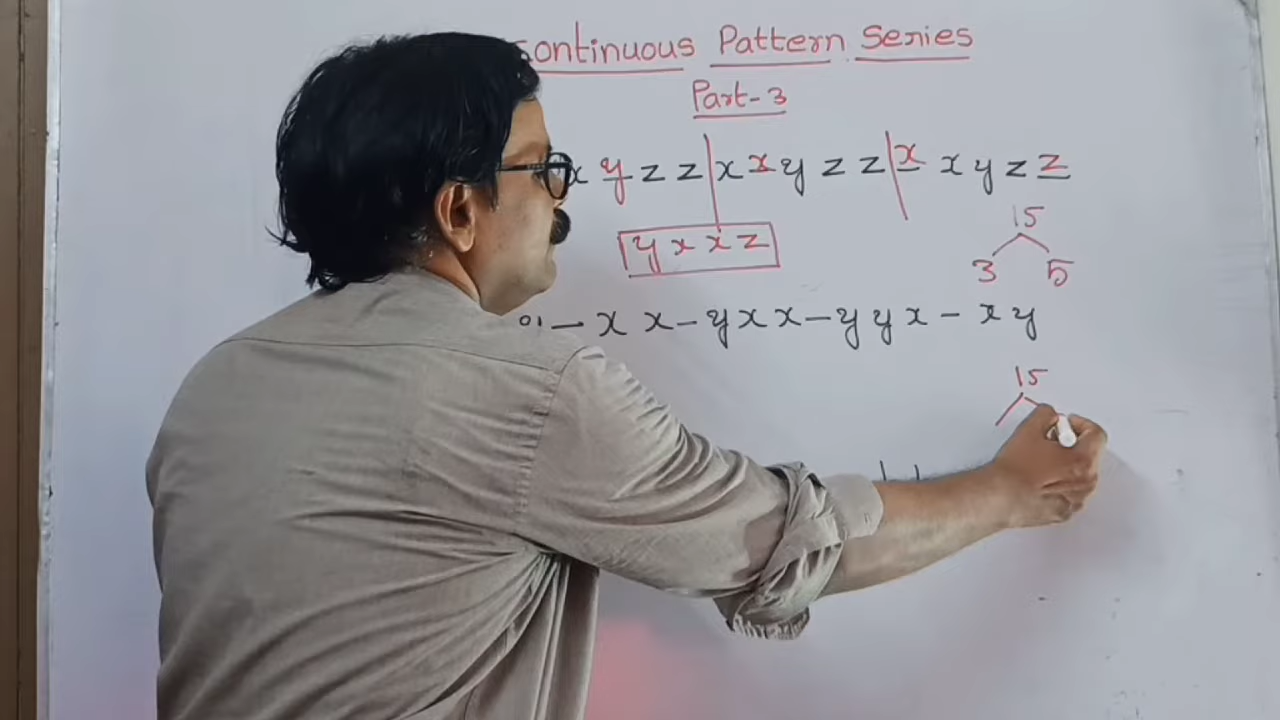 continuous Pattern Series
Part-3
x y z z | x x y z z | x x y z z
y x x z
15
3 5
– x x – y x x – y y x – x y
15